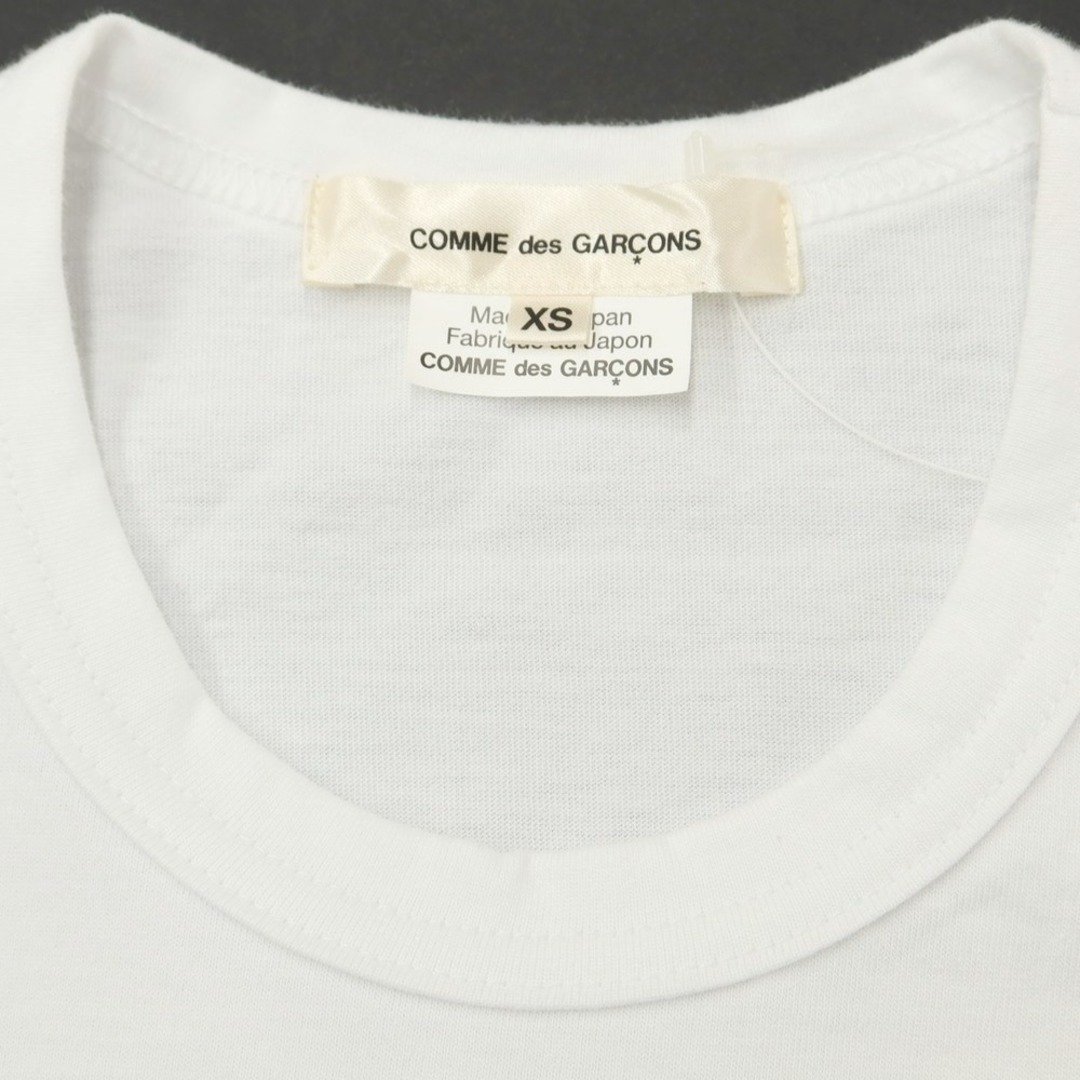 COMME des GARÇONS
*
XS
Ma pan
Fabrique au Japon
COMME des GARÇONS
*